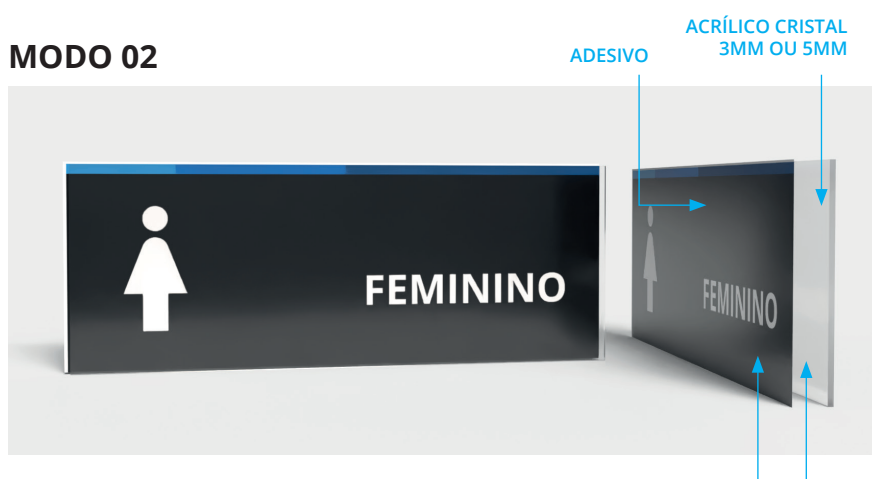 MODO 02
ADESIVO
ACRÍLICO CRISTAL
3MM OU 5MM
FEMININO
FEMININO